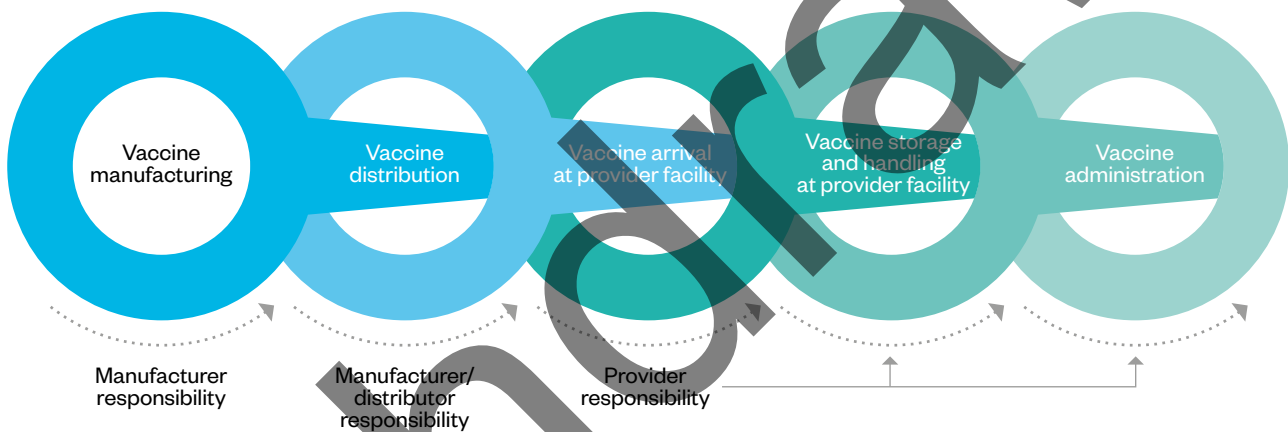 Vaccine
manufacturing
Vaccine
distribution
Vaccine arrival
at provider facility
Vaccine storage
and handling
at provider facility
Vaccine
administration
Manufacturer
responsibility
Manufacturer/
distributor
responsibility
Provider
responsibility